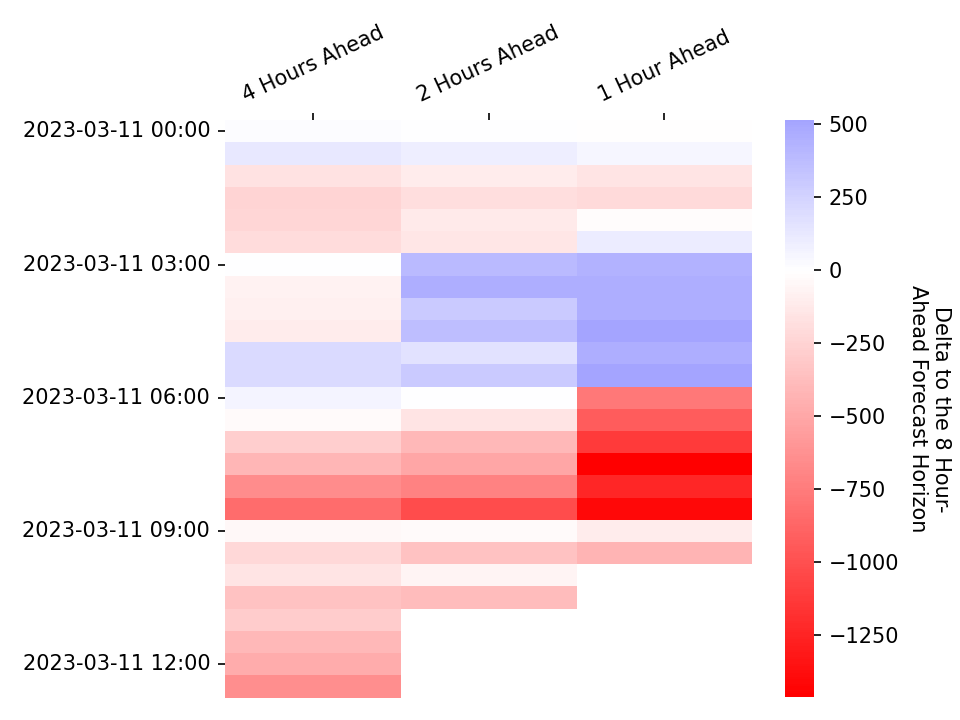 4 Hours Ahead
2 Hours Ahead
1 Hour Ahead
2023-03-11 00:00
2023-03-11 03:00
2023-03-11 06:00
2023-03-11 09:00
2023-03-11 12:00
500
250
0
−250
−500
−750
−1000
−1250
Delta to the 8 Hour-
Ahead Forecast Horizon